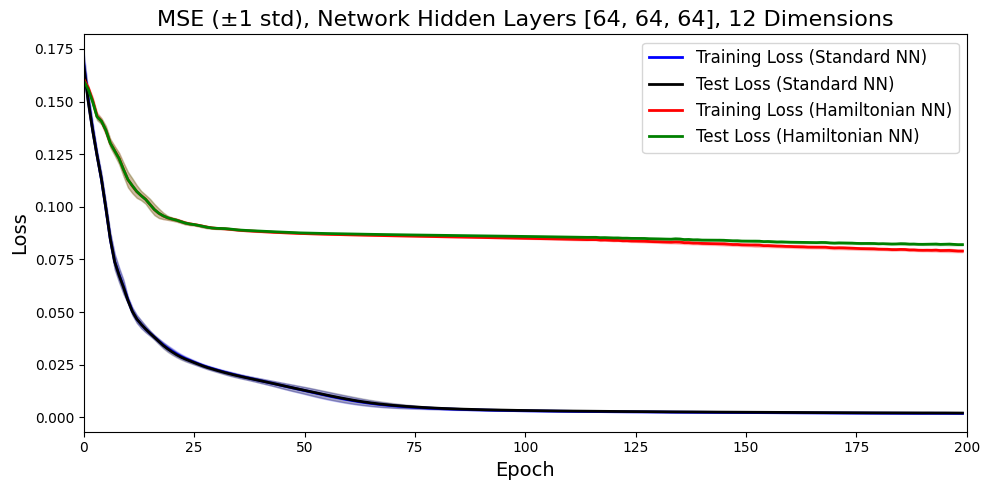 MSE (±1 std), Network Hidden Layers [64, 64, 64], 12 Dimensions
Training Loss (Standard NN)
Test Loss (Standard NN)
Training Loss (Hamiltonian NN)
Test Loss (Hamiltonian NN)
Loss
0.175
0.150
0.125
0.100
0.075
0.050
0.025
0.000
0 25 50 75 100 125 150 175 200
Epoch